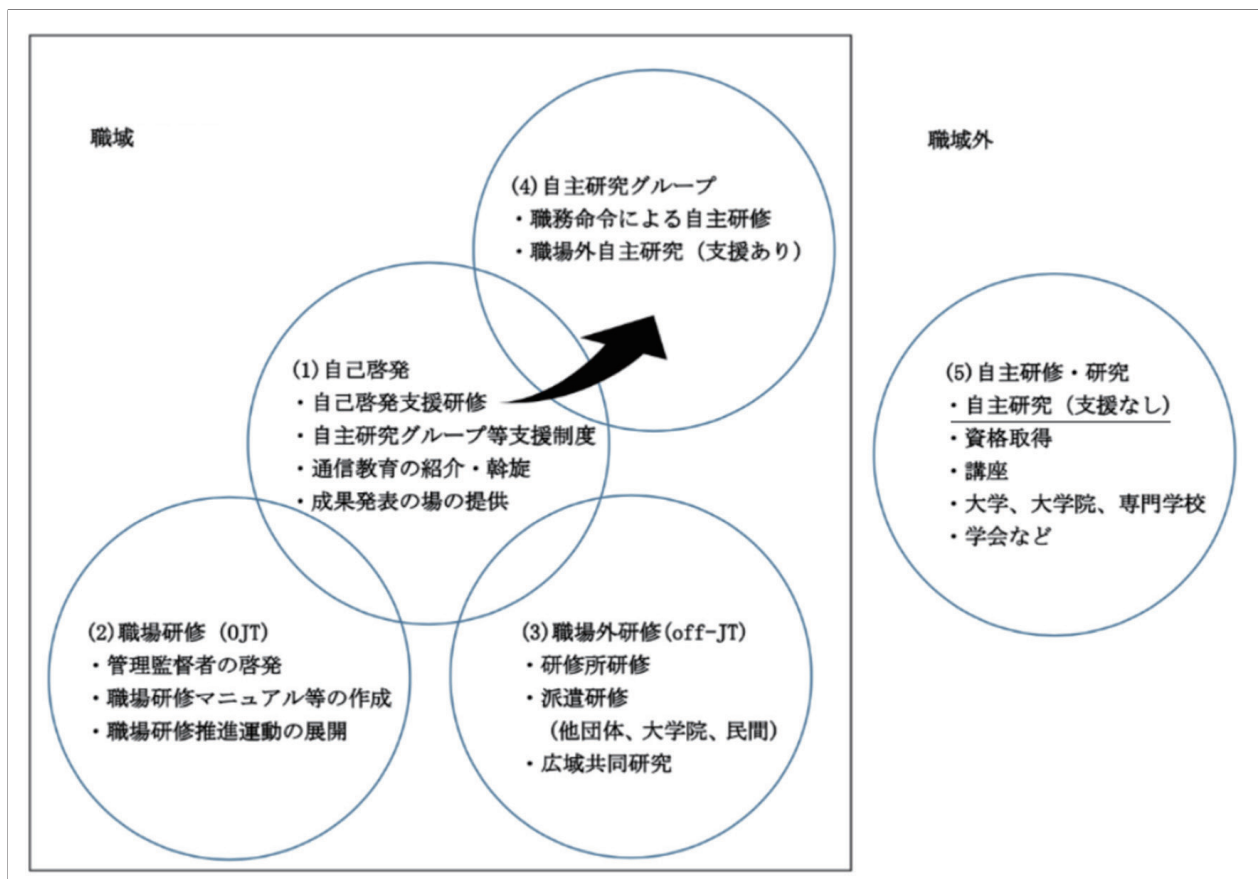 職域
職域外
(4)自主研究グループ
・職務命令による自主研修
・職場外自主研究（支援あり）
(1)自己啓発
・自己啓発支援研修
・自主研究グループ等支援制度
・通信教育の紹介・斡旋
・成果発表の場の提供
(5)自主研修・研究
・自主研究（支援なし）
・資格取得
・講座
・大学、大学院、専門学校
・学会など
(2)職場研修（OJT）
・管理監督者の啓発
・職場研修マニュアル等の作成
・職場研修推進運動の展開
(3)職場外研修(off-JT)
・研修所研修
・派遣研修
（他団体、大学院、民間）
・広域共同研究